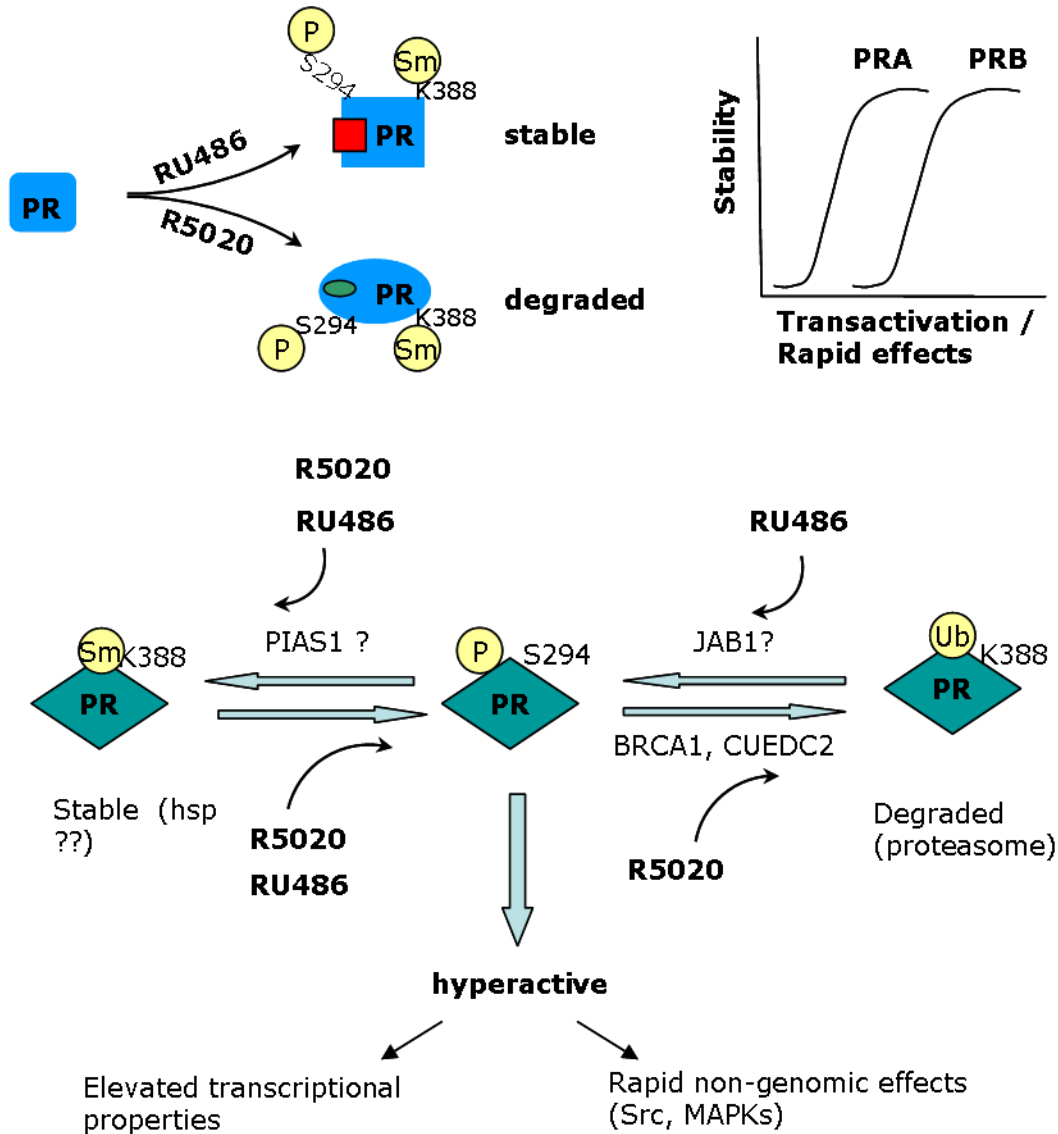 P
S294
Sm
K388
PR
stable
RU486
PR
R5020
PR
degraded
K388
S294
P
Sm
PRA PRB
Stability
Transactivation /
Rapid effects
R5020
RU486
RU486
Sm
K388
PR
PIAS1 ?
P
S294
PR
JAB1?
Ub
K388
PR
BRCA1, CUEDC2
Stable (hsp
??)
R5020
RU486
R5020
Degraded
(proteasome)
hyperactive
Elevated transcriptional
properties
Rapid non-genomic effects
(Src, MAPKs)